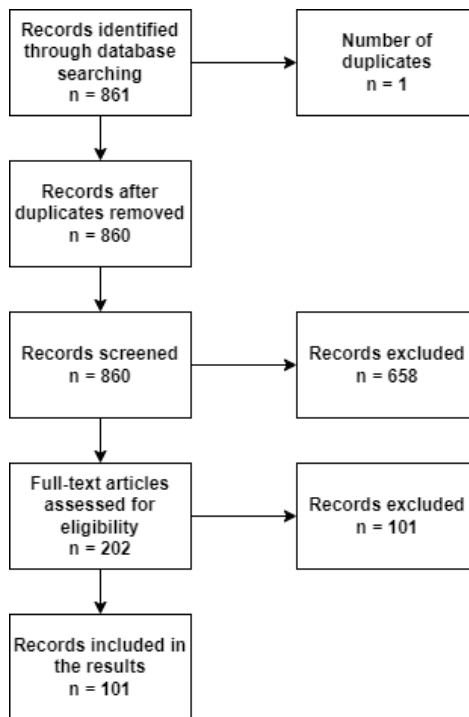 Records identified
through database
searching
n = 861
Number of
duplicates
n = 1
Records after
duplicates removed
n = 860
Records screened
n = 860
Records excluded
n = 658
Full-text articles
assessed for
eligibility
n = 202
Records excluded
n = 101
Records included in
the results
n = 101